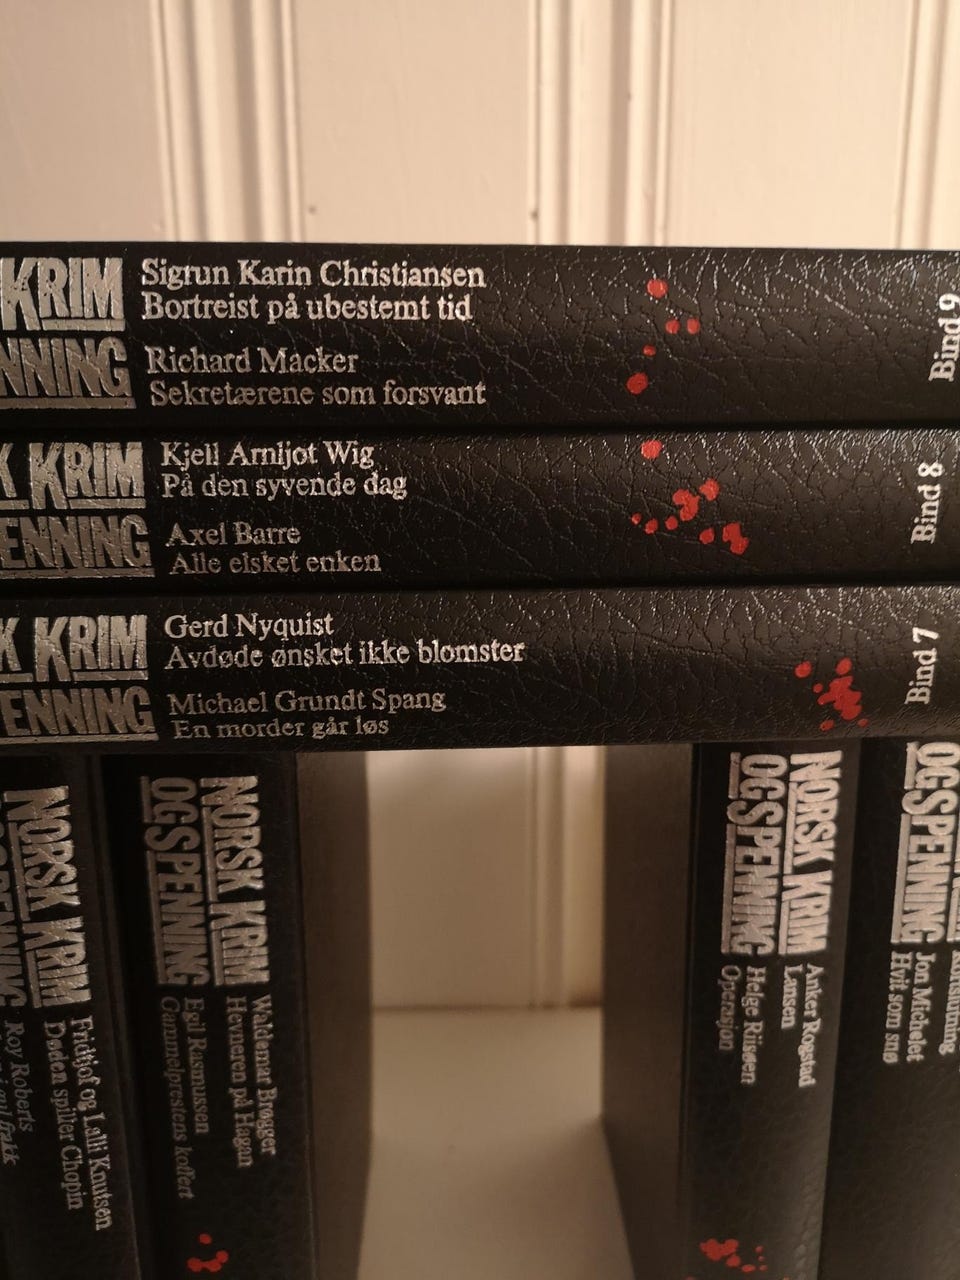 KRIM
NNING
Sigrun Karin Christiansen
Bortreist på ubestemt tid
Richard Macker
Sekretærene som forsvant
Bind 9
K KRIM
ENNING
Kjell Arnljot Wig
På den syvende dag
Axel Barre
Alle elsket enken
Bind 8
K KRIM
ENNING
Gerd Nyquist
Avdøde ønsket ikke blomster
Michael Grundt Spang
En morder går løs
Bind 7
NORSK KRIM
Fridtjof og Lalli Knutsen
Døden spiller Chopin
Roy Roberts
i gul frakk
NORSK KRIM
OG SPENNING
Waldemar Brøgger
Hevneren på Hagan
Egil Rasmussen
Gammelprestens koffert
NORSK KRIM
OG SPENNING
Anker Rogstad
Lansen
Helge Riisøen
Operasjon
OG SPENNING
Jon Michelet
Hvit som snø